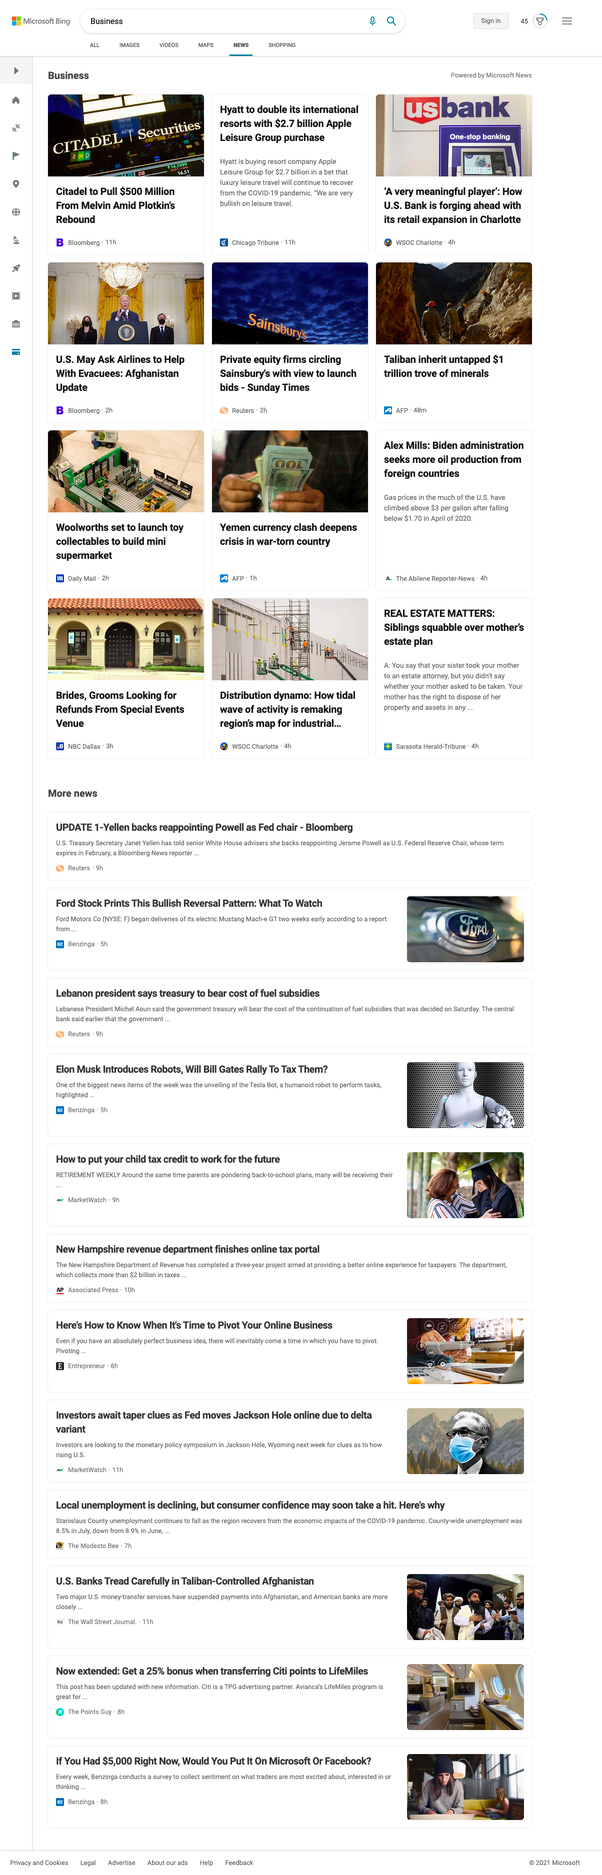 Microsoft Bing
Business
Sign in
45
ALL
IMAGES
VIDEOS
MAPS
NEWS
SHOPPING
Business
Powered by Microsoft News
CITADEL | Securities
Citadel to Pull $500 Million
From Melvin Amid Plotkin's
Rebound
Bloomberg · 11h
Hyatt to double its international
resorts with $2.7 billion Apple
Leisure Group purchase
Hyatt is buying resort company Apple
Leisure Group for $2.7 billion in a bet that
luxury leisure travel will continue to recover
from the COVID-19 pandemic. "We are very
bullish on leisure travel.
Chicago Tribune · 11h
usbank
One-stop banking
'A very meaningful player': How
U.S. Bank is forging ahead with
its retail expansion in Charlotte
WSOC Charlotte · 4h
U.S. May Ask Airlines to Help
With Evacuees: Afghanistan
Update
Bloomberg · 2h
Sainsbury's
Private equity firms circling
Sainsbury's with view to launch
bids - Sunday Times
Reuters · 2h
Taliban inherit untapped $1
trillion trove of minerals
AFP · 48m
Woolworths set to launch toy
collectables to build mini
supermarket
Daily Mail · 2h
Yemen currency clash deepens
crisis in war-torn country
AFP · 1h
Alex Mills: Biden administration
seeks more oil production from
foreign countries
Gas prices in the much of the U.S. have
climbed above $3 per gallon after falling
below $1.70 in April of 2020.
The Abilene Reporter-News · 4h
Brides, Grooms Looking for
Refunds From Special Events
Venue
NBC Dallas · 3h
Distribution dynamo: How tidal
wave of activity is remaking
region's map for industrial...
WSOC Charlotte · 4h
REAL ESTATE MATTERS:
Siblings squabble over mother's
estate plan
A: You say that your sister took your mother
to an estate attorney, but you didn't say
whether your mother asked to be taken. Your
mother has the right to dispose of her
property and assets in any ...
Sarasota Herald-Tribune · 4h
More news
UPDATE 1-Yellen backs reappointing Powell as Fed chair - Bloomberg
U.S. Treasury Secretary Janet Yellen has told senior White House advisers she backs reappointing Jerome Powell as U.S. Federal Reserve Chair, whose term
expires in February, a Bloomberg News reporter ...
Reuters · 9h
Ford Stock Prints This Bullish Reversal Pattern: What To Watch
Ford Motors Co (NYSE: F) began deliveries of its electric Mustang Mach-e GT two weeks early according to a report
from ...
Benzinga · 5h
Ford
Lebanon president says treasury to bear cost of fuel subsidies
Lebanese President Michel Aoun said the government treasury will bear the cost of the continuation of fuel subsidies that was decided on Saturday. The central
bank said earlier that the government ...
Reuters · 9h
Elon Musk Introduces Robots, Will Bill Gates Rally To Tax Them?
One of the biggest news items of the week was the unveiling of the Tesla Bot, a humanoid robot to perform tasks,
highlighted ...
Benzinga · 5h
How to put your child tax credit to work for the future
RETIREMENT WEEKLY Around the same time parents are pondering back-to-school plans, many will be receiving their
...
MarketWatch · 9h
New Hampshire revenue department finishes online tax portal
The New Hampshire Department of Revenue has completed a three-year project aimed at providing a better online experience for taxpayers. The department,
which collects more than $2 billion in taxes ...
AP Associated Press · 10h
Here's How to Know When It's Time to Pivot Your Online Business
Even if you have an absolutely perfect business idea, there will inevitably come a time in which you have to pivot.
Pivoting ...
Entrepreneur · 6h
Investors await taper clues as Fed moves Jackson Hole online due to delta
variant
Investors are looking to the monetary policy symposium in Jackson Hole, Wyoming next week for clues as to how
rising U.S.
MarketWatch · 11h
Local unemployment is declining, but consumer confidence may soon take a hit. Here's why
Stanislaus County unemployment continues to fall as the region recovers from the economic impacts of the COVID-19 pandemic. County-wide unemployment was
8.5% in July, down from 8.9% in June, ...
The Modesto Bee · 7h
U.S. Banks Tread Carefully in Taliban-Controlled Afghanistan
Two major U.S. money-transfer services have suspended payments into Afghanistan, and American banks are more
closely ...
The Wall Street Journal. · 11h
Now extended: Get a 25% bonus when transferring Citi points to LifeMiles
This post has been updated with new information. Citi is a TPG advertising partner. Avianca's LifeMiles program is
great for ...
The Points Guy · 8h
If You Had $5,000 Right Now, Would You Put It On Microsoft Or Facebook?
Every week, Benzinga conducts a survey to collect sentiment on what traders are most excited about, interested in or
thinking ...
Benzinga · 8h
Privacy and Cookies
Legal
Advertise
About our ads
Help
Feedback
© 2021 Microsoft